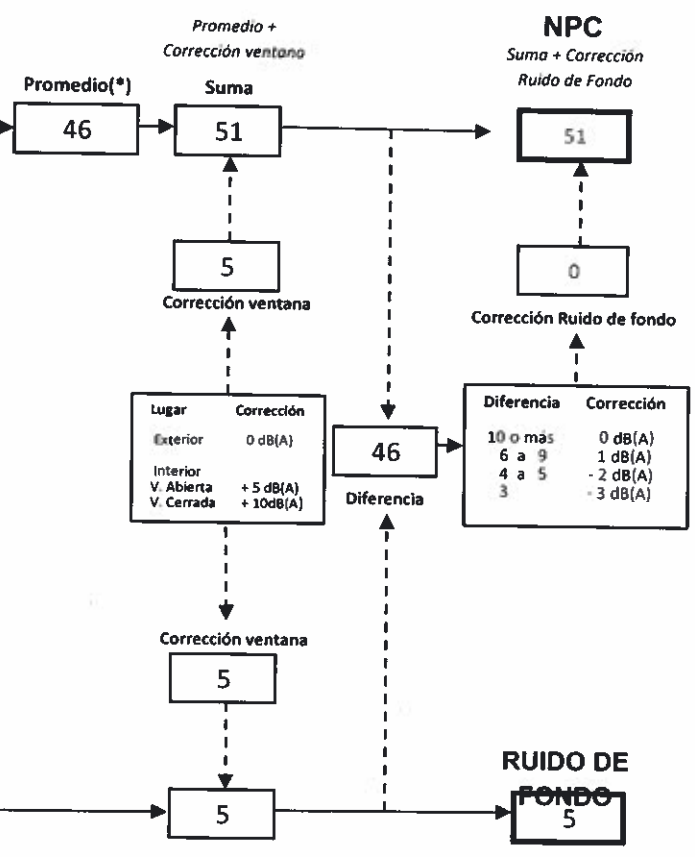 Promedio +
Corrección ventana
NPC
Suma + Corrección
Ruido de Fondo
Promedio(*)
Suma
46
51
51
5
0
Corrección ventana
Corrección Ruido de fondo
Lugar Corrección
Exterior 0 dB(A)
Interior
V. Abierta + 5 dB(A)
V. Cerrada + 10dB(A)
46
Diferencia
Diferencia Corrección
10 o más 0 dB(A)
6 a 9 1 dB(A)
4 a 5 - 2 dB(A)
3 - 3 dB(A)
Corrección ventana
5
5
RUIDO DE
FONDO
5